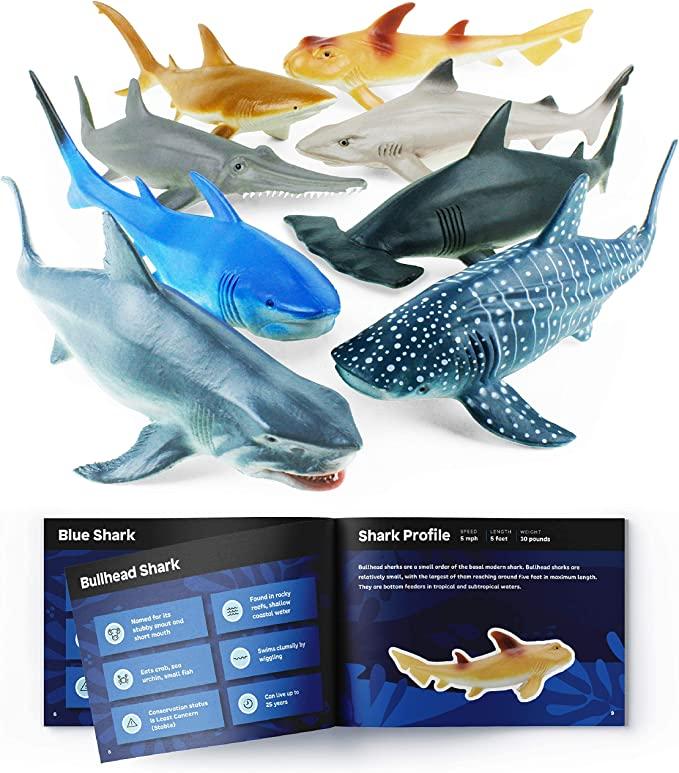 Blue Shark
Bullhead Shark
Named for its
stubby snout and
short mouth
Found in rocky
reefs, shallow
coastal water
Eats crab, sea
urchin, small fish
Swims clumsily by
wiggling
Conservation status
is Least Concern
(Stable)
Can live up to
25 years
6
6
Shark Profile
SPEED
5 mph
LENGTH
5 feet
WEIGHT
30 pounds
Bullhead sharks are a small order of the basal modern shark. Bullhead sharks are
relatively small, with the largest of them reaching around five feet in maximum length.
They are bottom feeders in tropical and subtropical waters.
9